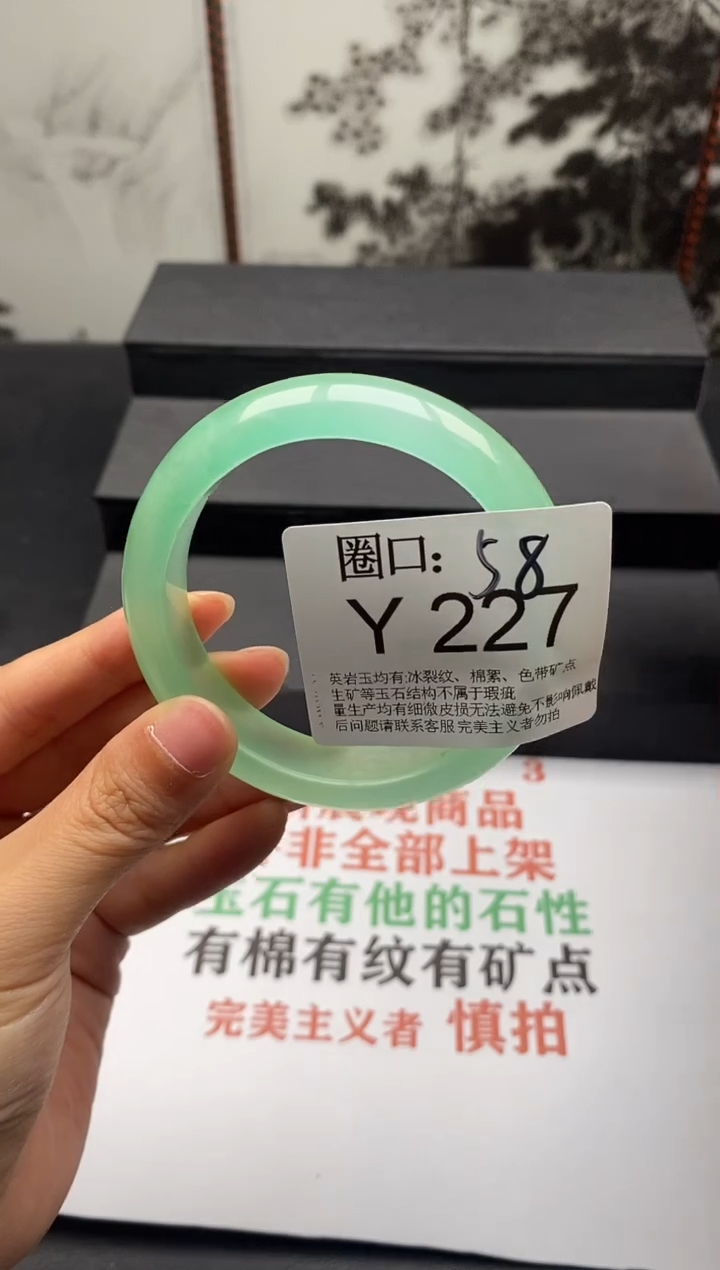 圈口：58
Y 227
英岩玉均有:冰裂纹、棉絮、色带矿点
生矿等玉石结构不属于瑕疵
量生产均有细微皮损无法避免不影响佩戴
后问题请联系客服完美主义者勿拍
3
商品
非全部上架
玉石有他的石性
有棉有纹有矿点
完美主义者 慎拍